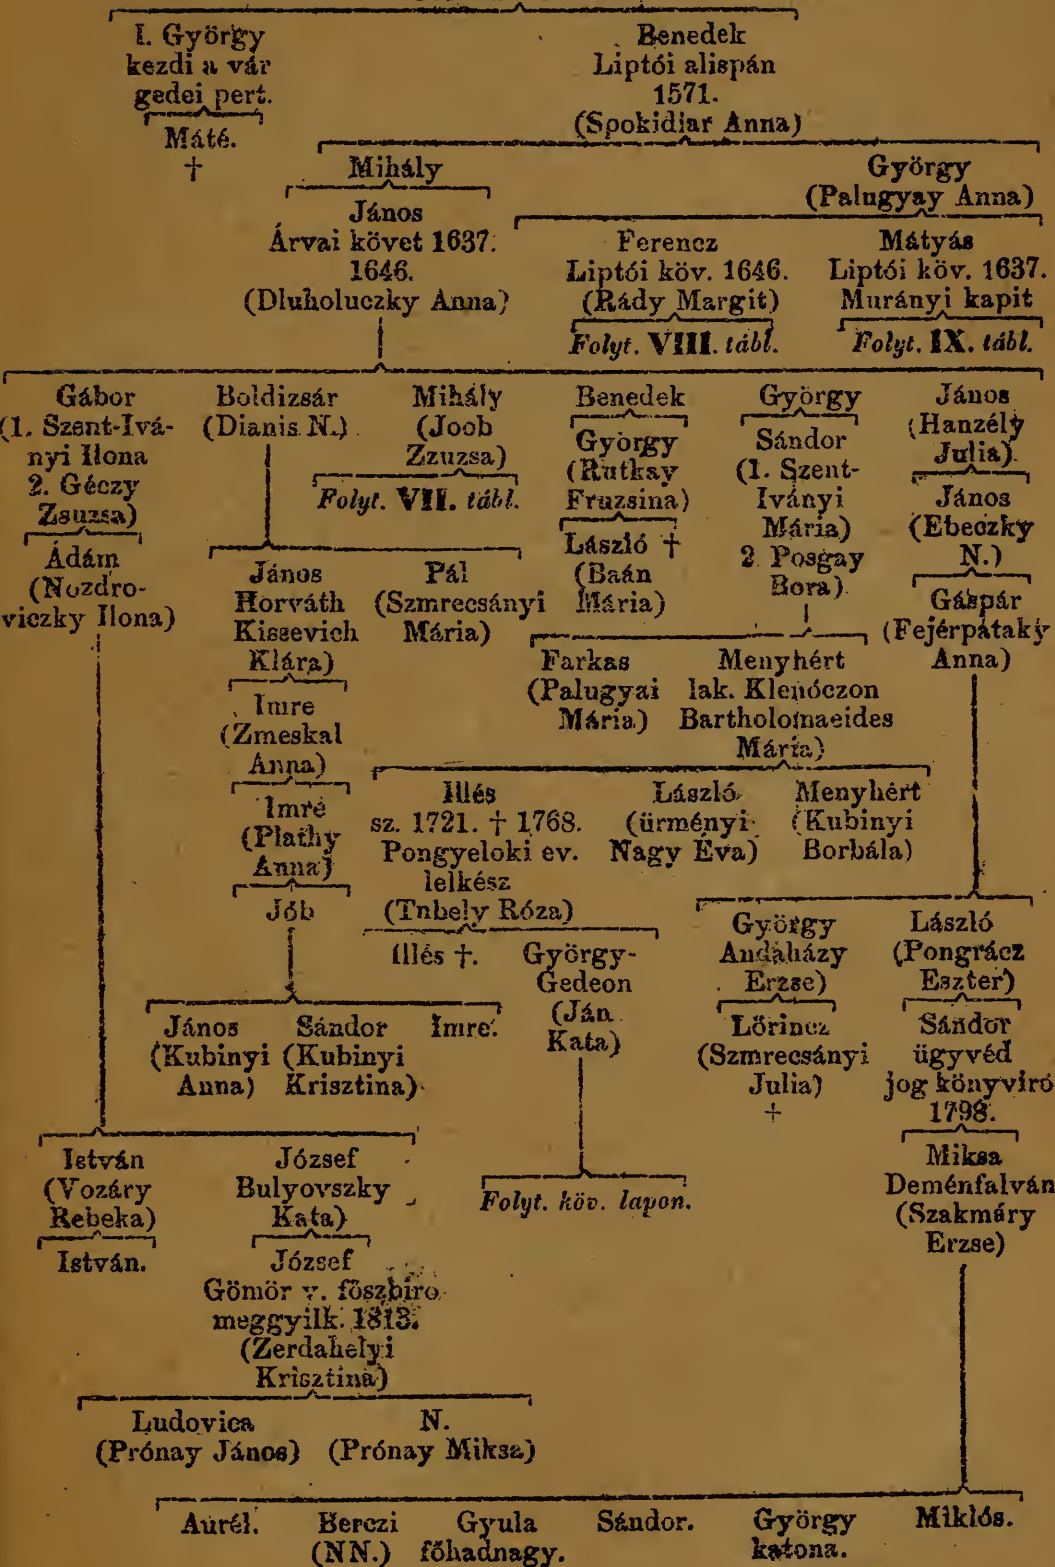 I. György
kezdi a vár
gedei pert.
Máté.
†
Benedek
Liptói alispán
1571.
(Spokidiar Anna)
Mihály
György
(Palugyay Anna)
János
Árvai követ 1637.
1646.
(Dluholuczky Anna)
Ferencz
Liptói köv. 1646.
(Rády Margit)
Folyt. VIII. tábl.
Mátyás
Liptói köv. 1637.
Murányi kapit
Folyt. IX. tábl.
Gábor
(1. Szent-Ivá-
nyi Ilona
2. Géczy
Zsuzsa)
Ádám
(Nozdro-
viczky Ilona)
Boldizsár
(Dianis N.)
Mihály
(Joob
Zzuzsa)
Folyt. VII. tábl.
Benedek
György
(Rutkay
Fruzsina)
László †
(Baán
Mária)
György
Sándor
(1. Szent-
Iványi
Mária)
2. Posgay
Bora)
János
(Hanzély
Julia)
János
(Ebeczky
N.)
Gáspár
(Fejérpataky
Anna)
János
Horváth
Kissevich
Klára)
Pál
(Szmrecsányi
Mária)
Imre
(Zmeskal
Anna)
Imre
(Plathy
Anna)
Jób
Farkas
(Palugyai
Mária)
Menyhért
lak. Klenóczon
Bartholomaeides
Mária)
Illés
sz. 1721. † 1768.
Pongyeloki ev.
lelkész
(Tnbely Róza)
László
(ürményi
Nagy Éva)
Menyhért
(Kubinyi
Borbála)
Illés †.
György-
Gedeon
(Ján
Kata)
György
Andaházy
Erzse)
Lőrincz
(Szmrecsányi
Julia)
†
László
(Pongrácz
Eszter)
Sándor
ügyvéd
jog könyviró
1798.
János
(Kubinyi
Anna)
Sándor
(Kubinyi
Krisztina)
Imre.
István
(Vozáry
Rebeka)
István.
József
Bulyovszky
Kata)
József
Gömör v. főszbiro
meggyilk. 1813.
(Zerdahelyi
Krisztina)
Folyt. köv. lapon.
Miksa
Deménfalván
(Szakmáry
Erzse)
Ludovica
(Prónay János)
N.
(Prónay Miksa)
Aurél.
Berczi
(NN.)
Gyula
főhadnagy.
Sándor.
György
katona.
Miklós.